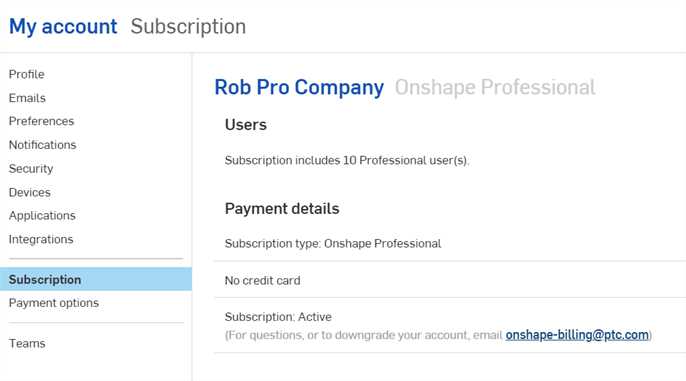 My account Subscription
Profile
Emails
Preferences
Notifications
Security
Devices
Applications
Integrations
Subscription
Payment options
Teams
Rob Pro Company Onshape Professional
Users
Subscription includes 10 Professional user(s).
Payment details
Subscription type: Onshape Professional
No credit card
Subscription: Active
(For questions, or to downgrade your account, email onshape-billing@ptc.com)